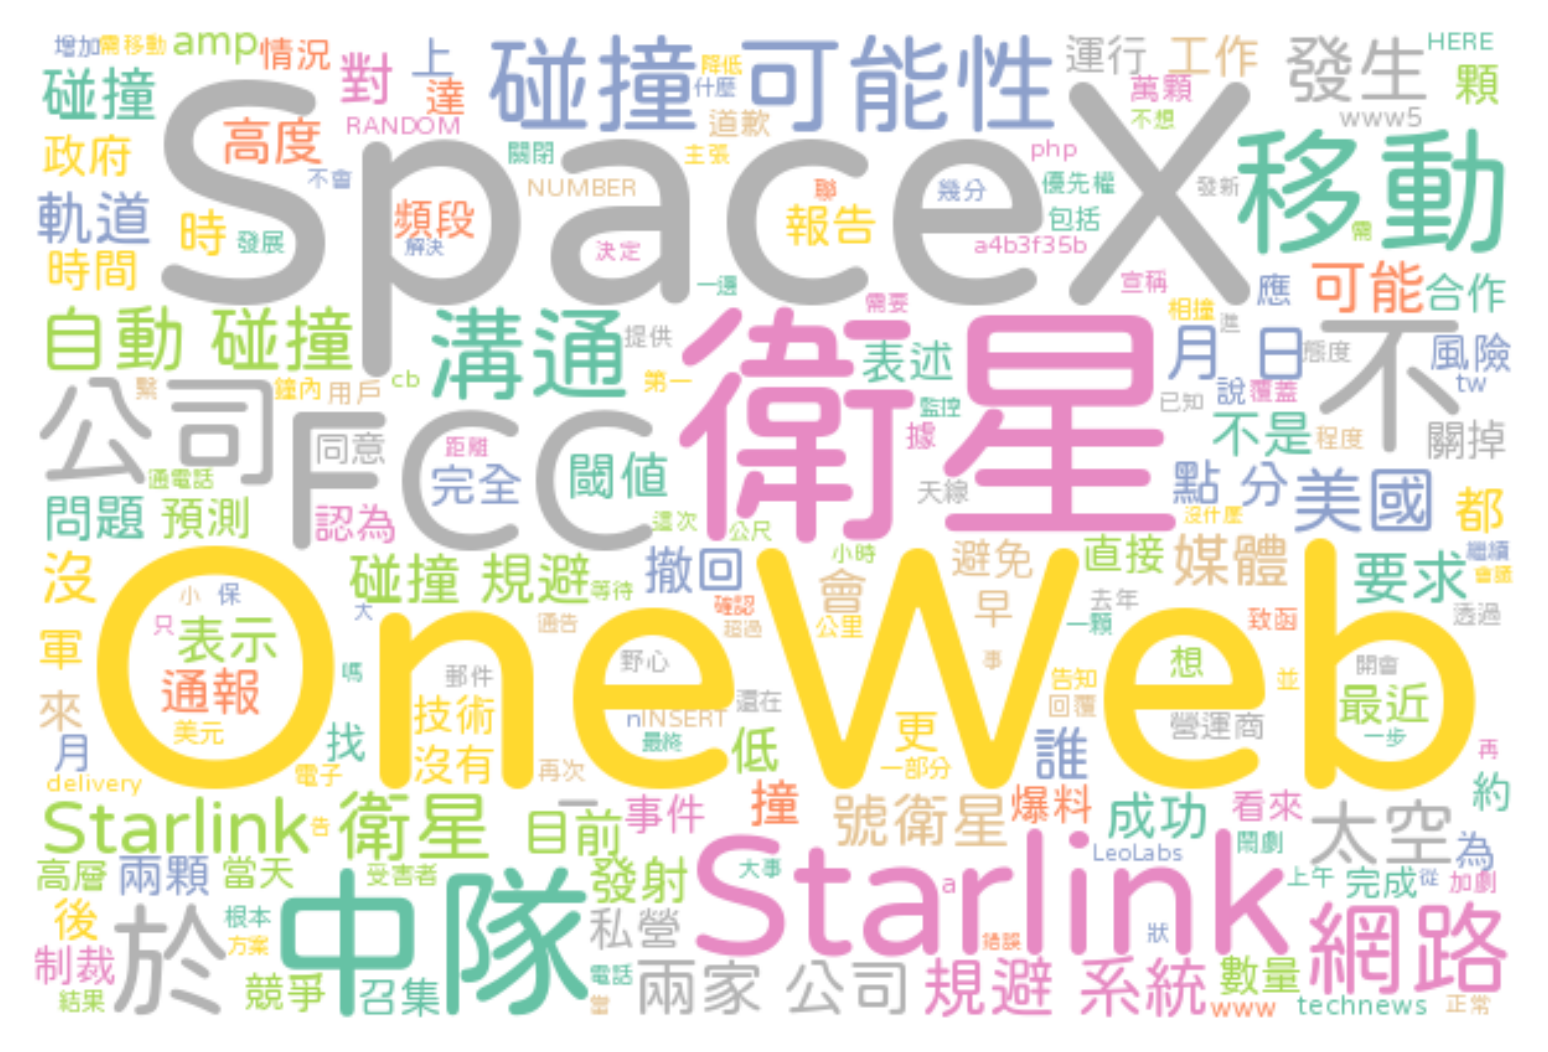 增加 需移動 amp 情況 對 上 碰撞 可能性 降低 運行 工作 發生 HERE
碰撞 達 什麼 萬顆 顆
RANDOM 道歉 不想 www5
政府 高度 關閉 主張 php 移動
SpaceX
不會 NUMBER 聯 幾分 優先權 發新
軌道 時 發展 頻段 解決 報告 包括 需
決定 a4b3f35b
時間 一邊 宣稱 應 可能 合作
需要 相撞 進
自動 碰撞 溝通 提供 衛星 表述 月 日 態度 不 風險
公司 繫 鐘內 用戶 cb 第一 已知 說 覆蓋 tw
FCC 同意 距離 監控 據 不是 程度 關掉
通電話 完全 閾值 天線 點 分 美國 都
問題 預測 認為 這次 公尺 沒什麼
沒 碰撞 規避 等待 撤回 小時 避免 直接 媒體 要求 繼續
會 會議
OneWeb
小 保 大 確認 早 去年 透過
只 表示 通告 超過 公里 一顆 致函
軍 嗎 野心 事 想 開會
通報 郵件 告知 並
來 技術 還在 回覆 最近
美元 nINSERT 更 營運商 一步
月 找 沒有 最終 低 誰 再
delivery 電子 再次 一部分 約
Starlink 告 衛星 目前 一 事件 撞 號衛星 爆料 成功 看來 太空
LeoLabs 鬧劇 為
高層 兩顆 當天 受害者 發射 大事 Starlink a 上午 完成 從 加劇
後 於 根本 中隊 私營 狀 網路
制裁 方案 錯誤
結果 競爭 召集 電話 兩家 公司 規避 系統 數量
當 www technews 正常